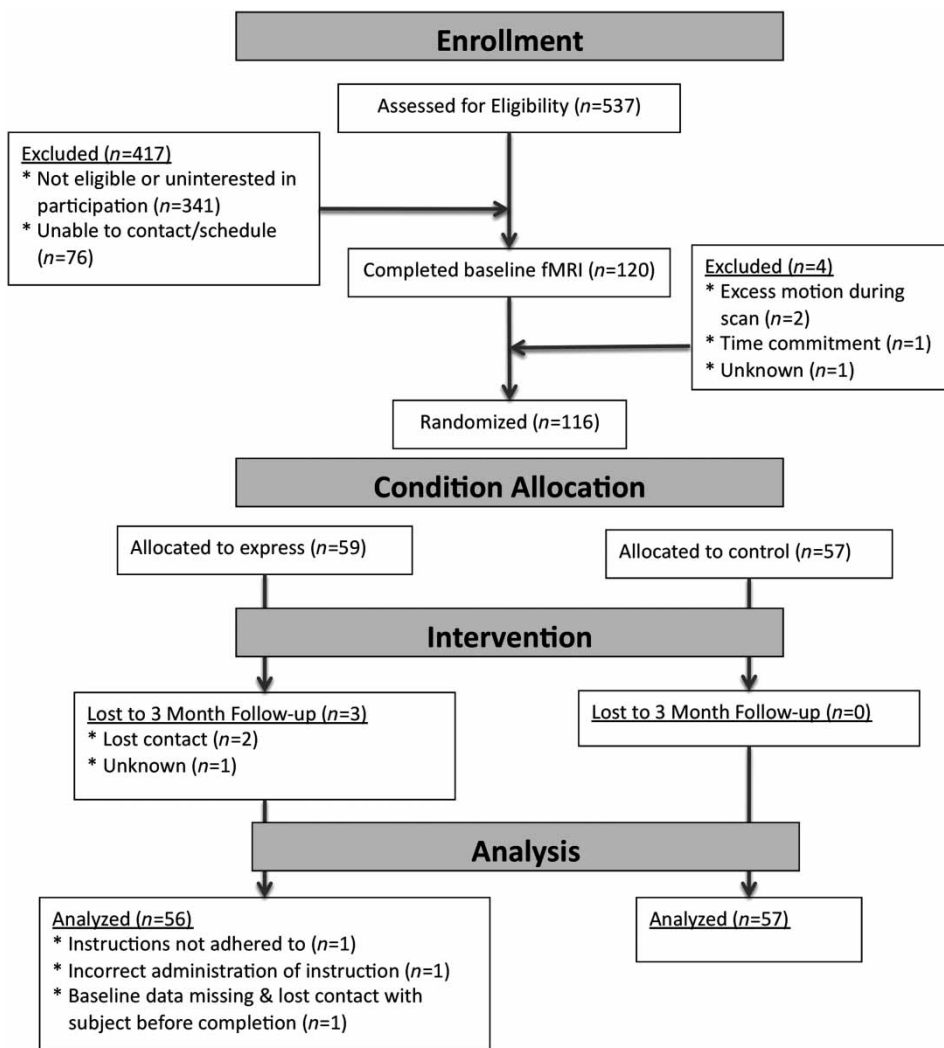 Enrollment
Assessed for Eligibility (n=537)
Excluded (n=417)
* Not eligible or uninterested in
participation (n=341)
* Unable to contact/schedule
(n=76)
Completed baseline fMRI (n=120)
Excluded (n=4)
* Excess motion during
scan (n=2)
* Time commitment (n=1)
* Unknown (n=1)
Randomized (n=116)
Condition Allocation
Allocated to express (n=59)
Allocated to control (n=57)
Intervention
Lost to 3 Month Follow-up (n=3)
* Lost contact (n=2)
* Unknown (n=1)
Lost to 3 Month Follow-up (n=0)
Analysis
Analyzed (n=56)
* Instructions not adhered to (n=1)
* Incorrect administration of instruction (n=1)
* Baseline data missing & lost contact with
subject before completion (n=1)
Analyzed (n=57)